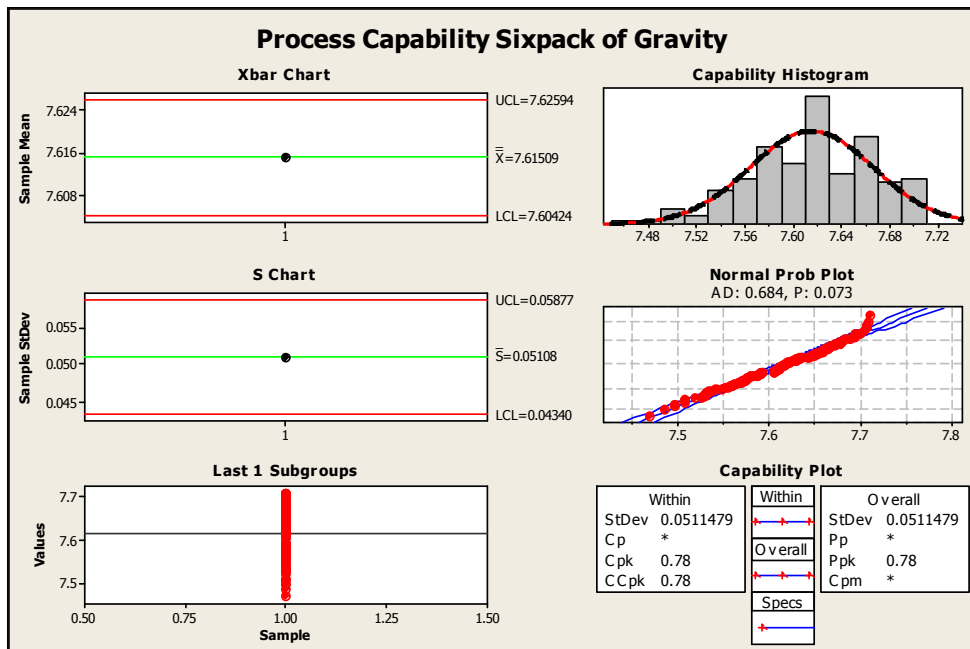 Process Capability Sixpack of Gravity
Xbar Chart
Sample Mean
7.624
7.616
7.608
UCL=7.62594
X=7.61509
LCL=7.60424
1
Capability Histogram
7.48 7.52 7.56 7.60 7.64 7.68 7.72
S Chart
Sample StDev
0.055
0.050
0.045
UCL=0.05877
S=0.05108
LCL=0.04340
1
Normal Prob Plot
AD: 0.684, P: 0.073
7.5 7.6 7.7 7.8
Last 1 Subgroups
Values
7.7
7.6
7.5
0.50 0.75 1.00 1.25 1.50
Sample
Capability Plot
Within
StDev 0.0511479
Cp *
Cpk 0.78
CCpk 0.78
Within
Overall
Specs
Overall
StDev 0.0511479
Pp *
Ppk 0.78
Cpm *